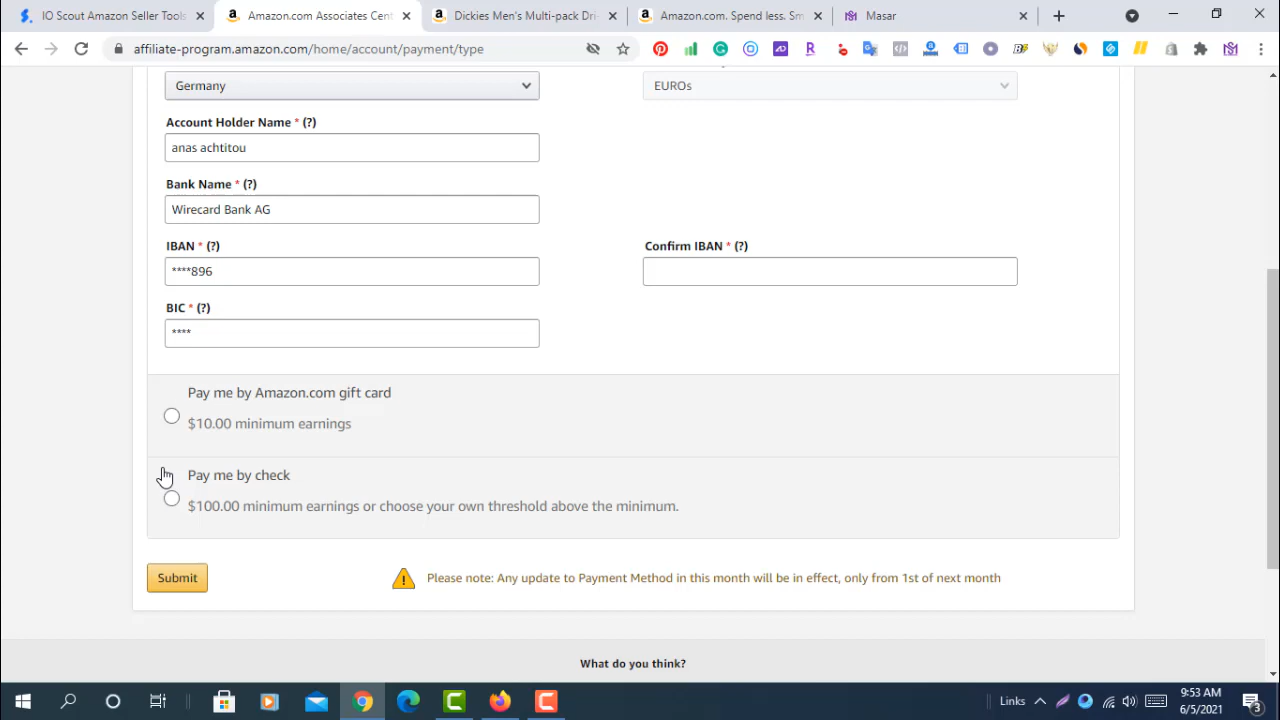 IO Scout Amazon Seller Tools
Amazon.com Associates Cent
Dickies Men's Multi-pack Dri-
Amazon.com. Spend less. Sm
Masar
affiliate-program.amazon.com/home/account/payment/type
Germany
EUROs
Account Holder Name * (?)
anas achtitou
Bank Name * (?)
Wirecard Bank AG
IBAN * (?)
Confirm IBAN * (?)
****896
BIC * (?)
****
Pay me by Amazon.com gift card
$10.00 minimum earnings
Pay me by check
$100.00 minimum earnings or choose your own threshold above the minimum.
Submit
Please note: Any update to Payment Method in this month will be in effect, only from 1st of next month
What do you think?
Links
9:53 AM
6/5/2021
3